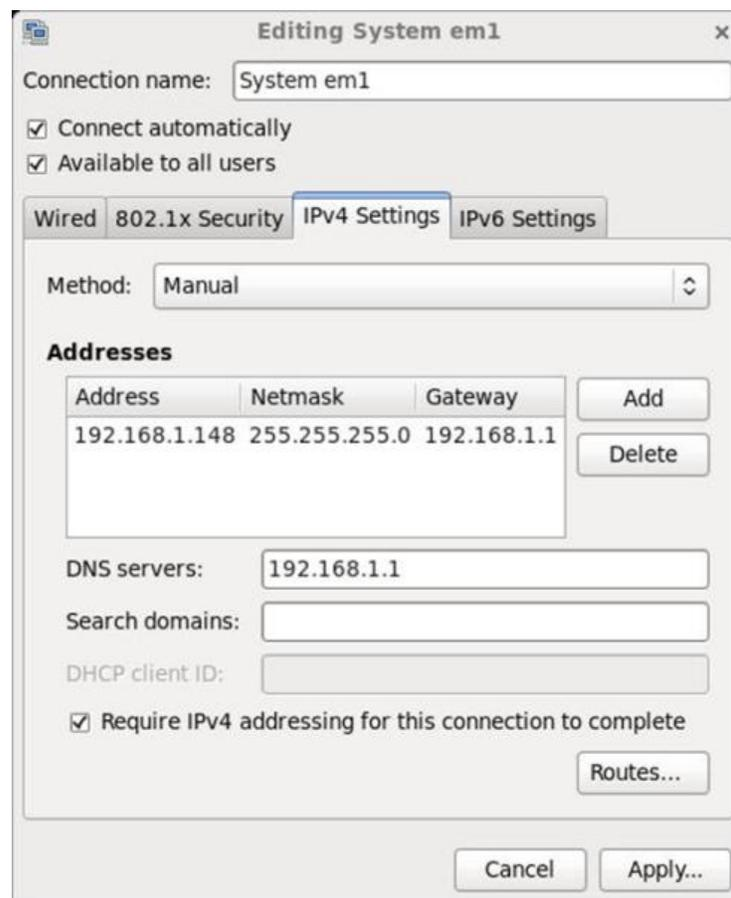 Editing System em1
Connection name: System em1
Connect automatically
Available to all users
Wired 802.1x Security IPv4 Settings IPv6 Settings
Method: Manual
Addresses
Address Netmask Gateway
192.168.1.148 255.255.255.0 192.168.1.1
Add
Delete
DNS servers: 192.168.1.1
Search domains:
DHCP client ID:
Require IPv4 addressing for this connection to complete
Routes...
Cancel Apply...